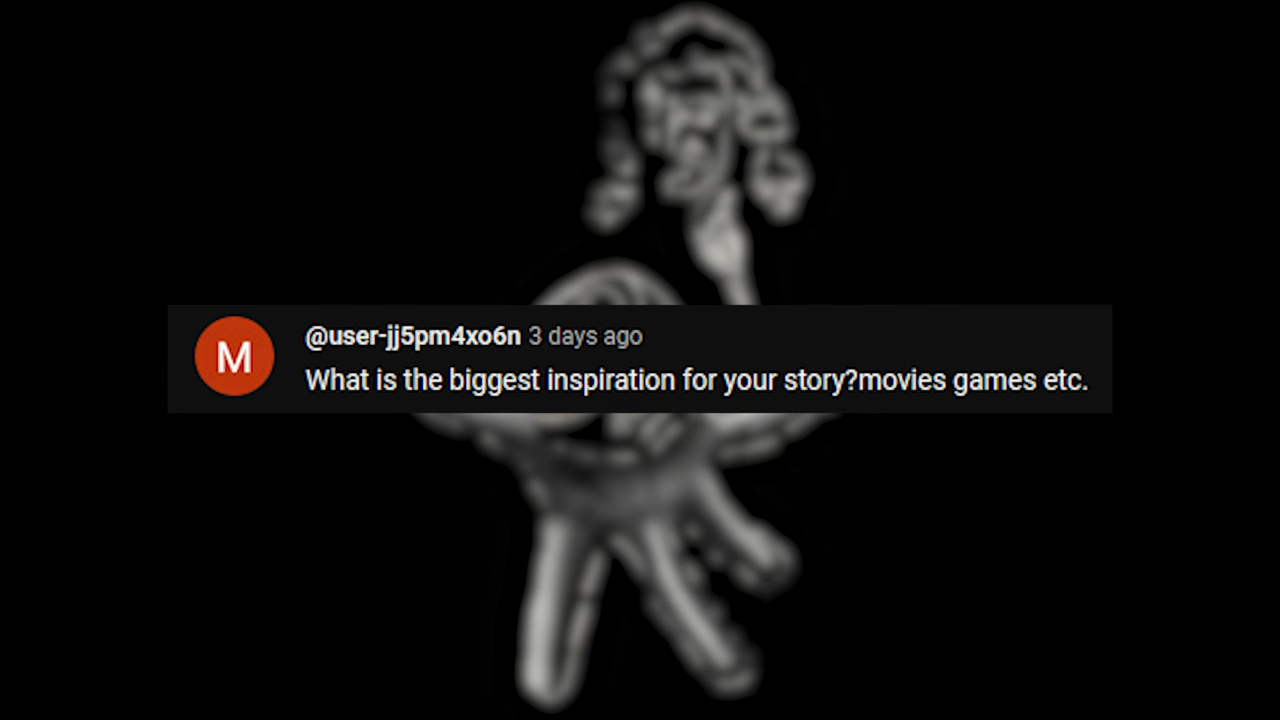 M
@user-jj5pm4xo6n 3 days ago
What is the biggest inspiration for your story?movies games etc.